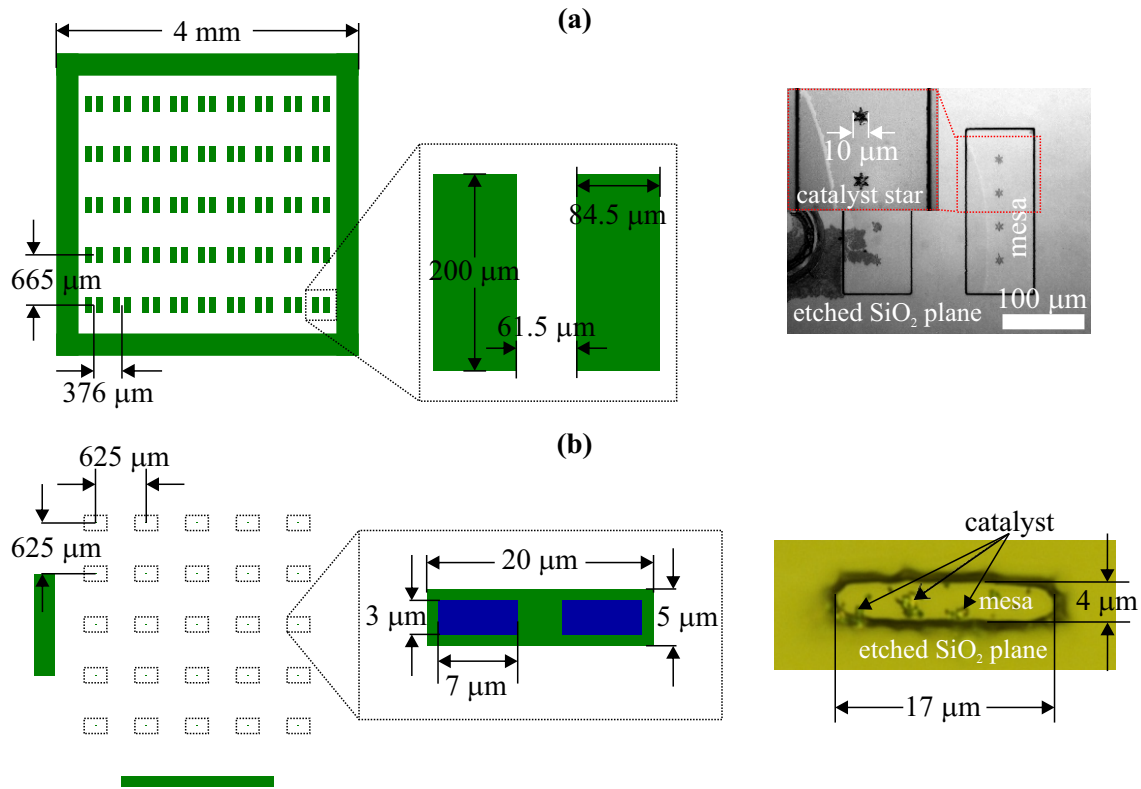 (a)
4 mm
665 μm
376 μm
200 μm
84.5 μm
61.5 μm
10 μm
catalyst star
mesa
etched SiO₂ plane
100 μm
(b)
625 μm
625 μm
20 μm
3 μm
5 μm
7 μm
catalyst
mesa
4 μm
etched SiO₂ plane
17 μm